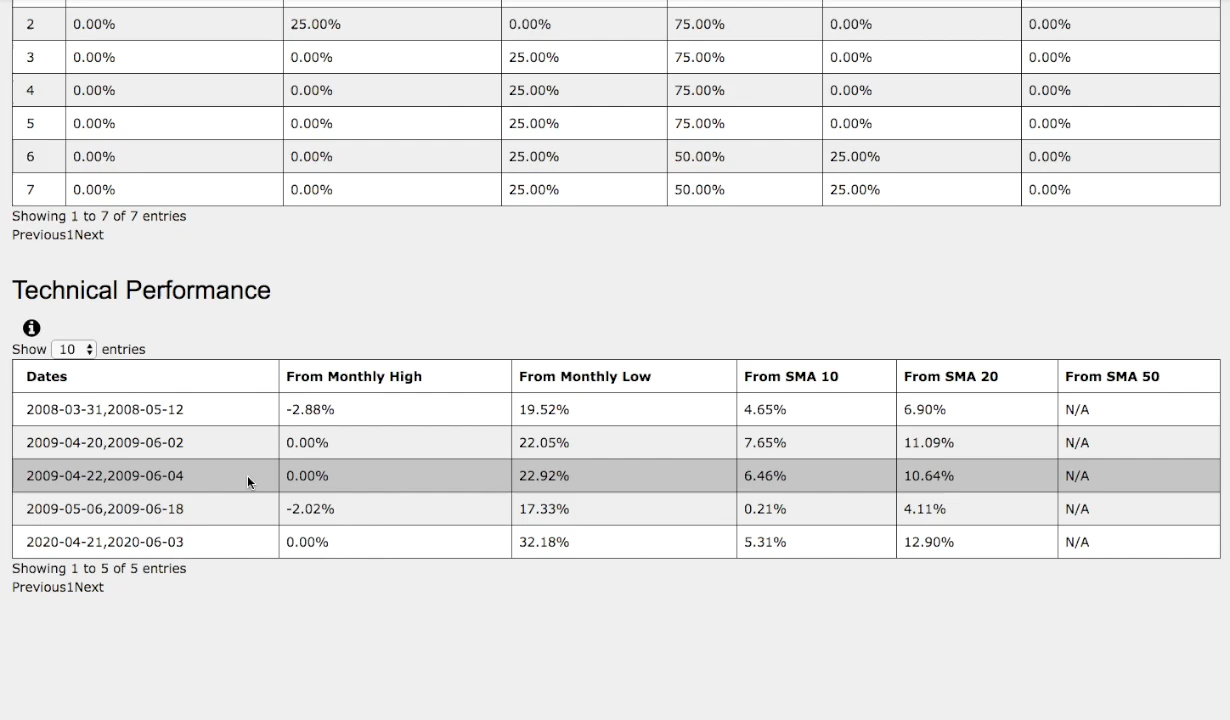 2 0.00% 25.00% 0.00% 75.00% 0.00% 0.00%
3 0.00% 0.00% 25.00% 75.00% 0.00% 0.00%
4 0.00% 0.00% 25.00% 75.00% 0.00% 0.00%
5 0.00% 0.00% 25.00% 75.00% 0.00% 0.00%
6 0.00% 0.00% 25.00% 50.00% 25.00% 0.00%
7 0.00% 0.00% 25.00% 50.00% 25.00% 0.00%
Showing 1 to 7 of 7 entries
Previous1Next
Technical Performance
Show 10 entries
Dates From Monthly High From Monthly Low From SMA 10 From SMA 20 From SMA 50
2008-03-31,2008-05-12 -2.88% 19.52% 4.65% 6.90% N/A
2009-04-20,2009-06-02 0.00% 22.05% 7.65% 11.09% N/A
2009-04-22,2009-06-04 0.00% 22.92% 6.46% 10.64% N/A
2009-05-06,2009-06-18 -2.02% 17.33% 0.21% 4.11% N/A
2020-04-21,2020-06-03 0.00% 32.18% 5.31% 12.90% N/A
Showing 1 to 5 of 5 entries
Previous1Next